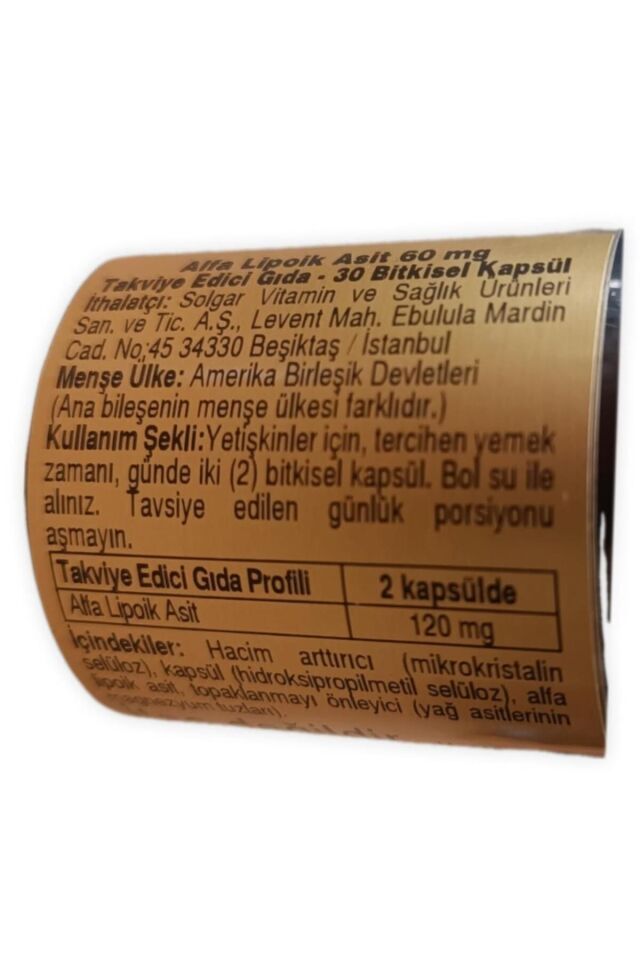 Alfa Lipoik Asit 60 mg
Takviye Edici Gıda - 30 Bitkisel Kapsül
İthalatçı: Solgar Vitamin ve Sağlık Ürünleri
San. ve Tic. A.Ş., Levent Mah. Ebulula Mardin
Cad. No:45 34330 Beşiktaş / İstanbul
Menşe Ülke: Amerika Birleşik Devletleri
(Ana bileşenin menşe ülkesi farklıdır.)
Kullanım Şekli:Yetişkinler için, tercihen yemek
zamanı, günde iki (2) bitkisel kapsül. Bol su ile
alınız. Tavsiye edilen günlük porsiyonu
aşmayın.
Takviye Edici Gıda Profili 2 kapsülde
Alfa Lipoik Asit 120 mg
İçindekiler: Hacim arttırıcı (mikrokristalin
selüloz), kapsül (hidroksipropilmetil selüloz), alfa
lipoik asit, topaklanmayı önleyici (yağ asitlerinin
magnezyum tuzları).